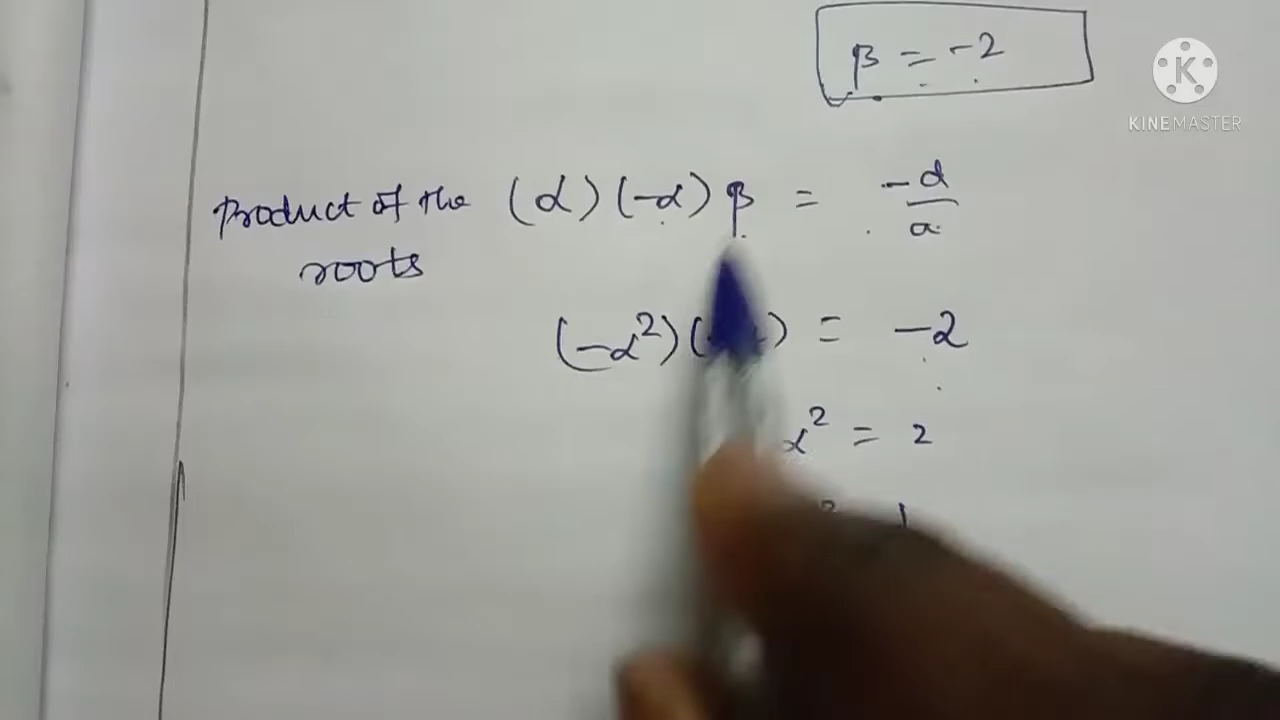 β = -2
KINEMASTER
Product of the (α)(-α) β = -d/a
roots
(-α²)( ) = -2
α² = 2